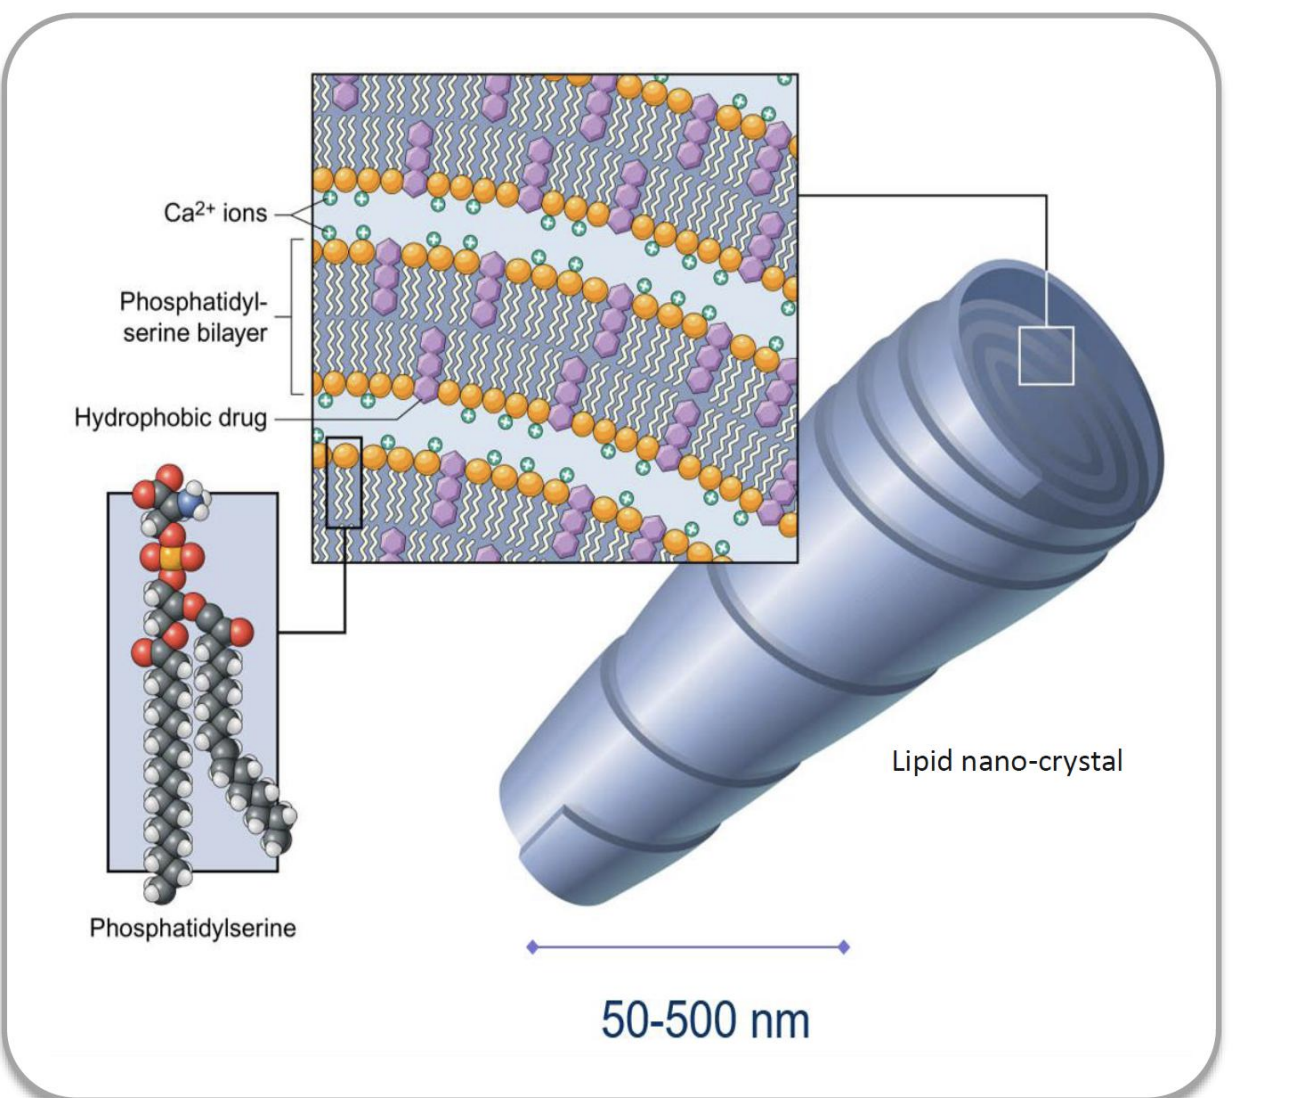 Ca2+ ions
Phosphatidyl-
serine bilayer
Hydrophobic drug
Phosphatidylserine
Lipid nano-crystal
50-500 nm